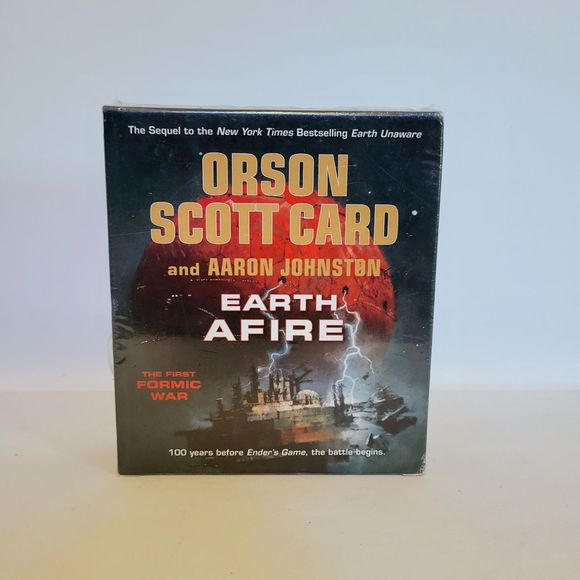 The Sequel to the New York Times Bestselling Earth Unaware
ORSON
SCOTT CARD
and AARON JOHNSTON
EARTH
AFIRE
THE FIRST
FORMIC
WAR
100 years before Ender's Game, the battle begins.